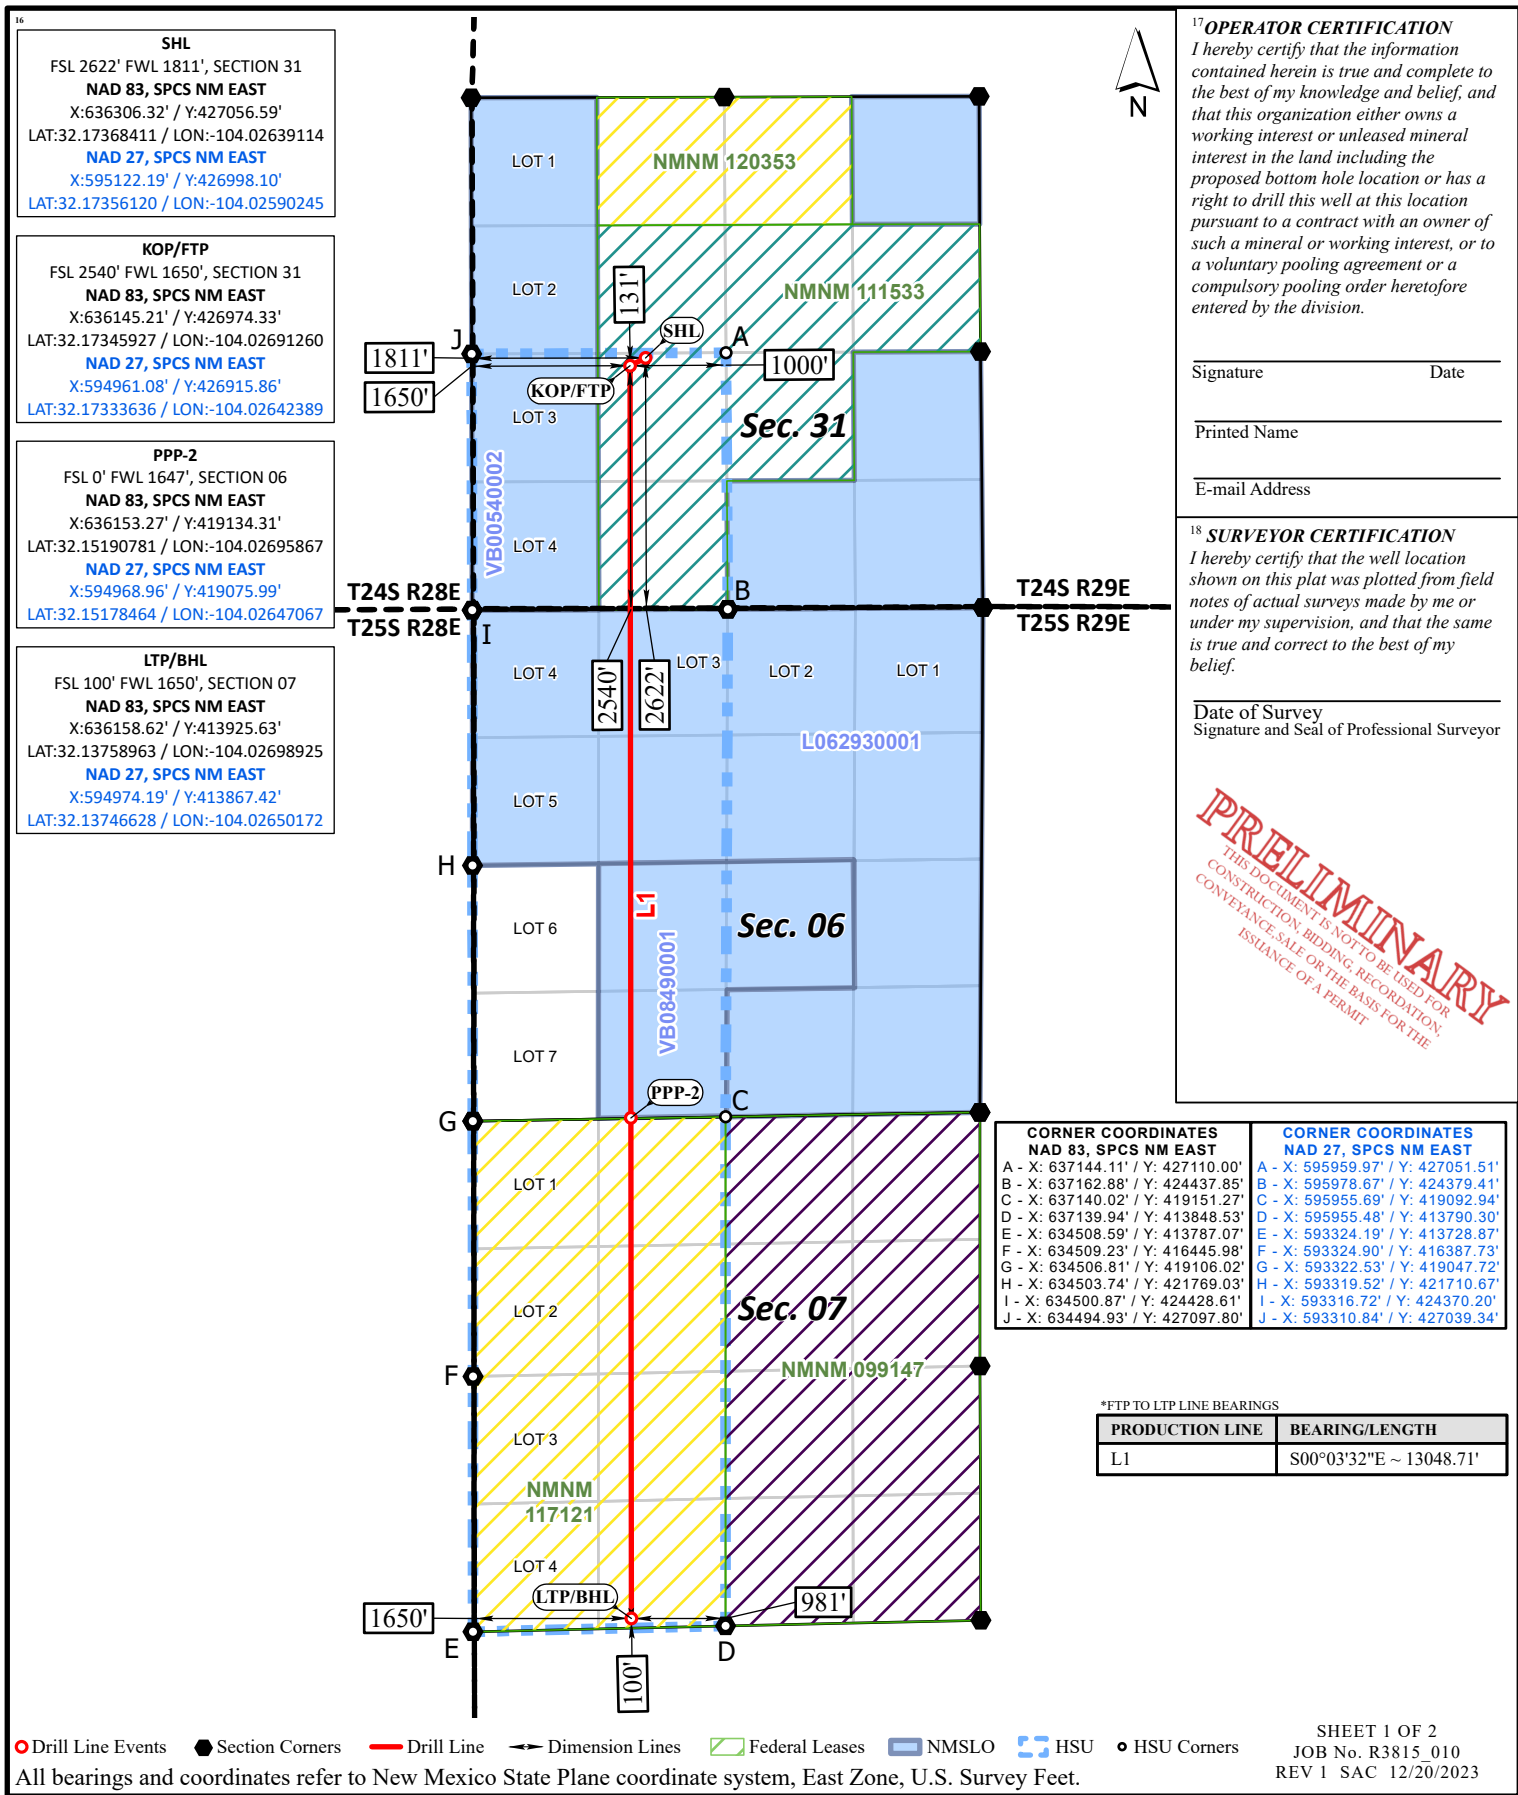 16
SHL
FSL 2622' FWL 1811', SECTION 31
NAD 83, SPCS NM EAST
X:636306.32' / Y:427056.59'
LAT:32.17368411 / LON:-104.02639114
NAD 27, SPCS NM EAST
X:595122.19' / Y:426998.10'
LAT:32.17356120 / LON:-104.02590245
KOP/FTP
FSL 2540' FWL 1650', SECTION 31
NAD 83, SPCS NM EAST
X:636145.21' / Y:426974.33'
LAT:32.17345927 / LON:-104.02691260
NAD 27, SPCS NM EAST
X:594961.08' / Y:426915.86'
LAT:32.17333636 / LON:-104.02642389
PPP-2
FSL 0' FWL 1647', SECTION 06
NAD 83, SPCS NM EAST
X:636153.27' / Y:419134.31'
LAT:32.15190781 / LON:-104.02695867
NAD 27, SPCS NM EAST
X:594968.96' / Y:419075.99'
LAT:32.15178464 / LON:-104.02647067
LTP/BHL
FSL 100' FWL 1650', SECTION 07
NAD 83, SPCS NM EAST
X:636158.62' / Y:413925.63'
LAT:32.13758963 / LON:-104.02698925
NAD 27, SPCS NM EAST
X:594974.19' / Y:413867.42'
LAT:32.13746628 / LON:-104.02650172
N
LOT 1
NMNM 120353
LOT 2
NMNM 111533
131'
SHL
J
A
1811'
1000'
1650'
KOP/FTP
LOT 3
Sec. 31
VB00540002
LOT 4
T24S R28E
B
T24S R29E
T25S R28E
I
T25S R29E
LOT 4
LOT 3
LOT 2
LOT 1
2540'
2622'
L062930001
LOT 5
H
L1
LOT 6
Sec. 06
VB08490001
LOT 7
PPP-2
C
G
LOT 1
LOT 2
Sec. 07
F
NMNM 099147
LOT 3
NMNM
117121
LOT 4
LTP/BHL
981'
1650'
E
D
100'
17 OPERATOR CERTIFICATION
I hereby certify that the information
contained herein is true and complete to
the best of my knowledge and belief, and
that this organization either owns a
working interest or unleased mineral
interest in the land including the
proposed bottom hole location or has a
right to drill this well at this location
pursuant to a contract with an owner of
such a mineral or working interest, or to
a voluntary pooling agreement or a
compulsory pooling order heretofore
entered by the division.
Signature Date
Printed Name
E-mail Address
18 SURVEYOR CERTIFICATION
I hereby certify that the well location
shown on this plat was plotted from field
notes of actual surveys made by me or
under my supervision, and that the same
is true and correct to the best of my
belief.
Date of Survey
Signature and Seal of Professional Surveyor
PRELIMINARY
THIS DOCUMENT IS NOT TO BE USED FOR
CONSTRUCTION, BIDDING, RECORDATION,
CONVEYANCE, SALE OR THE BASIS FOR THE
ISSUANCE OF A PERMIT
CORNER COORDINATES
NAD 83, SPCS NM EAST
A - X: 637144.11' / Y: 427110.00'
B - X: 637162.88' / Y: 424437.85'
C - X: 637140.02' / Y: 419151.27'
D - X: 637139.94' / Y: 413848.53'
E - X: 634508.59' / Y: 413787.07'
F - X: 634509.23' / Y: 416445.98'
G - X: 634506.81' / Y: 419106.02'
H - X: 634503.74' / Y: 421769.03'
I - X: 634500.87' / Y: 424428.61'
J - X: 634494.93' / Y: 427097.80'
CORNER COORDINATES
NAD 27, SPCS NM EAST
A - X: 595959.97' / Y: 427051.51'
B - X: 595978.67' / Y: 424379.41'
C - X: 595955.69' / Y: 419092.94'
D - X: 595955.48' / Y: 413790.30'
E - X: 593324.19' / Y: 413728.87'
F - X: 593324.90' / Y: 416387.73'
G - X: 593322.53' / Y: 419047.72'
H - X: 593319.52' / Y: 421710.67'
I - X: 593316.72' / Y: 424370.20'
J - X: 593310.84' / Y: 427039.34'
*FTP TO LTP LINE BEARINGS
PRODUCTION LINE BEARING/LENGTH
L1 S00°03'32"E ~ 13048.71'
Drill Line Events Section Corners Drill Line Dimension Lines Federal Leases NMSLO HSU HSU Corners
All bearings and coordinates refer to New Mexico State Plane coordinate system, East Zone, U.S. Survey Feet.
SHEET 1 OF 2
JOB No. R3815_010
REV 1 SAC 12/20/2023